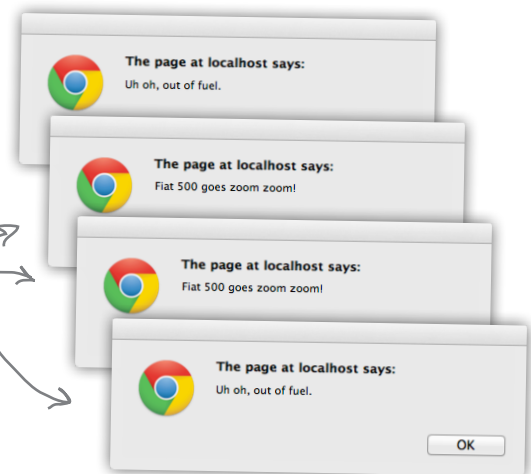 The page at localhost says:
Uh oh, out of fuel.
The page at localhost says:
Fiat 500 goes zoom zoom!
The page at localhost says:
Fiat 500 goes zoom zoom!
The page at localhost says:
Uh oh, out of fuel.
OK